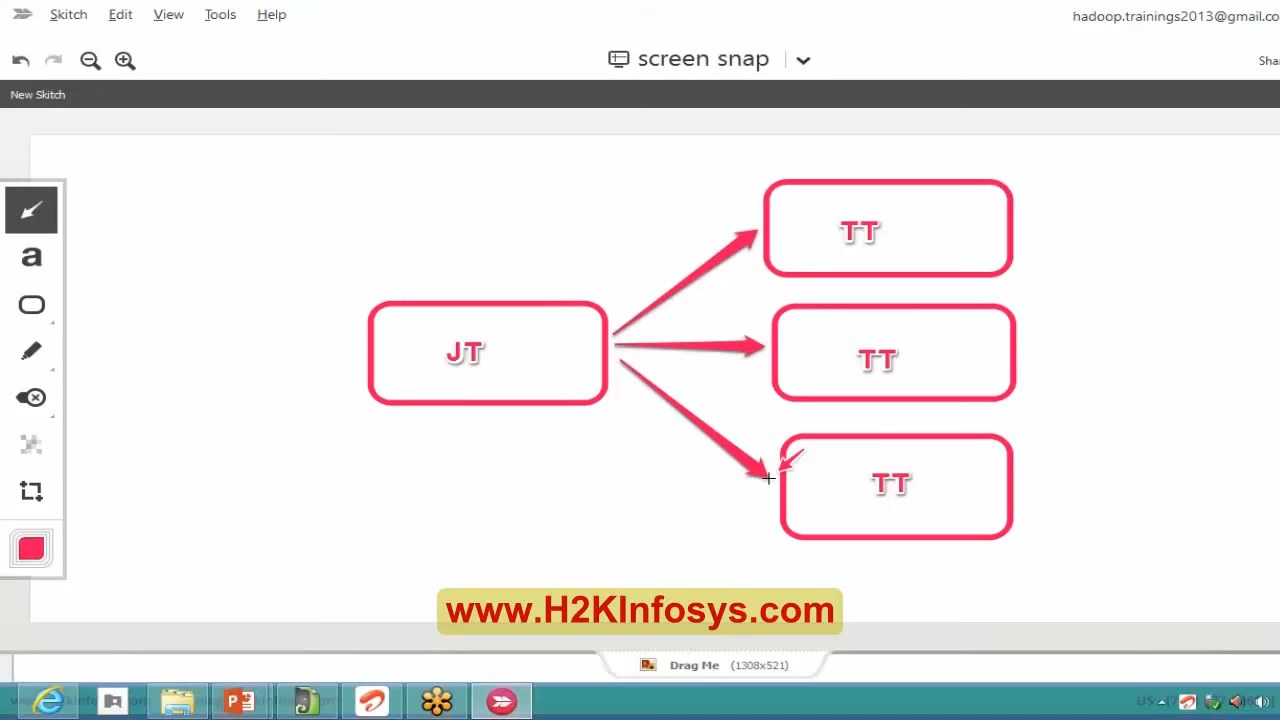 Skitch Edit View Tools Help
hadoop.trainings2013@gmail.co
screen snap
Sha
New Skitch
a
TT
JT
TT
TT
www.H2KInfosys.com
Drag Me (1308x521)